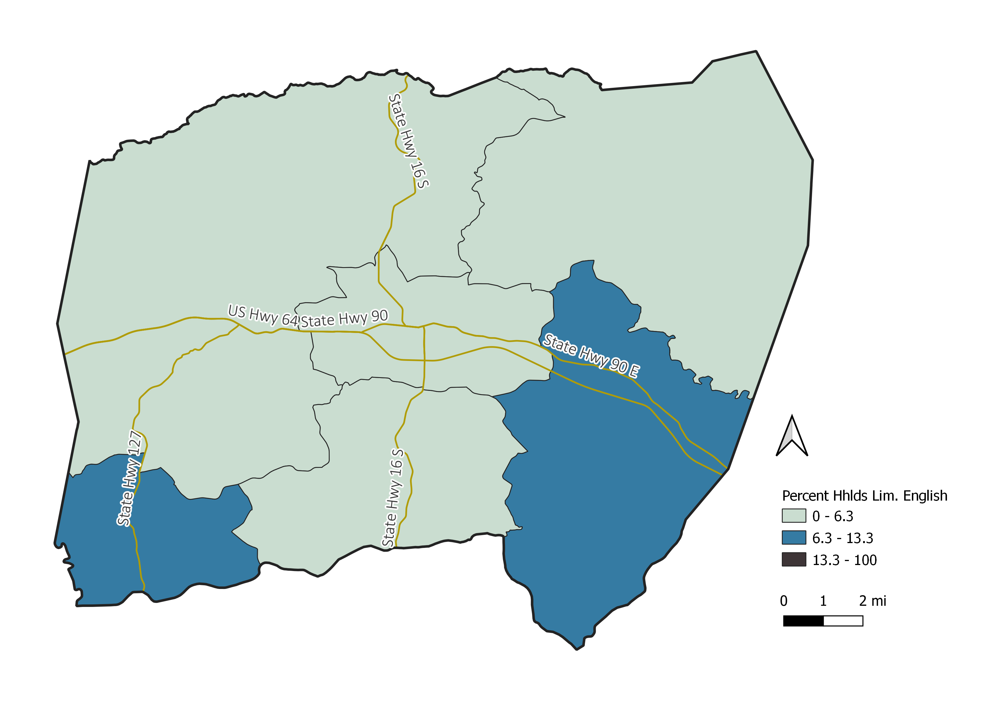 State Hwy 16 S
US Hwy 64
State Hwy 90
State Hwy 90 E
State Hwy 127
State Hwy 16 S
Percent Hhlds Lim. English
0 - 6.3
6.3 - 13.3
13.3 - 100
0 1 2 mi